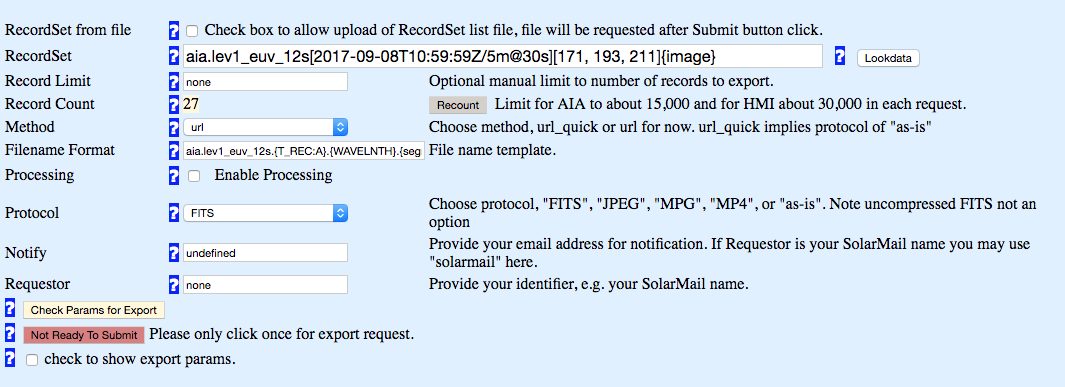 RecordSet from file ? Check box to allow upload of RecordSet list file, file will be requested after Submit button click.
RecordSet ? aia.lev1_euv_12s[2017-09-08T10:59:59Z/5m@30s][171, 193, 211]{image} ? Lookdata
Record Limit ? none Optional manual limit to number of records to export.
Record Count ? 27 Recount Limit for AIA to about 15,000 and for HMI about 30,000 in each request.
Method ? url Choose method, url_quick or url for now. url_quick implies protocol of "as-is"
Filename Format ? aia.lev1_euv_12s.{T_REC:A}.{WAVELNTH}.{seg File name template.
Processing ? Enable Processing
Protocol ? FITS Choose protocol, "FITS", "JPEG", "MPG", "MP4", or "as-is". Note uncompressed FITS not an
option
Notify ? undefined Provide your email address for notification. If Requestor is your SolarMail name you may use
"solarmail" here.
Requestor ? none Provide your identifier, e.g. your SolarMail name.
? Check Params for Export
? Not Ready To Submit Please only click once for export request.
? check to show export params.